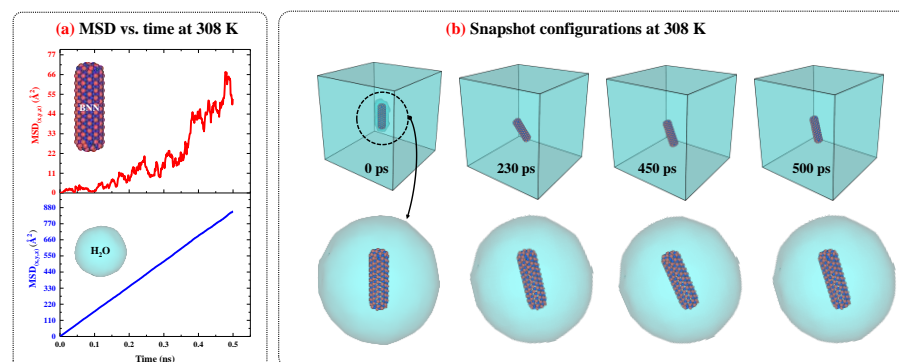 (a) MSD vs. time at 308 K
77
66
55
44
33
22
11
0
MSD(x,y,z) (Å²)
BNN
880
770
660
550
440
330
220
110
0
MSD(x,y,z) (Å²)
H₂O
0.0 0.1 0.2 0.3 0.4 0.5
Time (ns)
(b) Snapshot configurations at 308 K
0 ps
230 ps
450 ps
500 ps